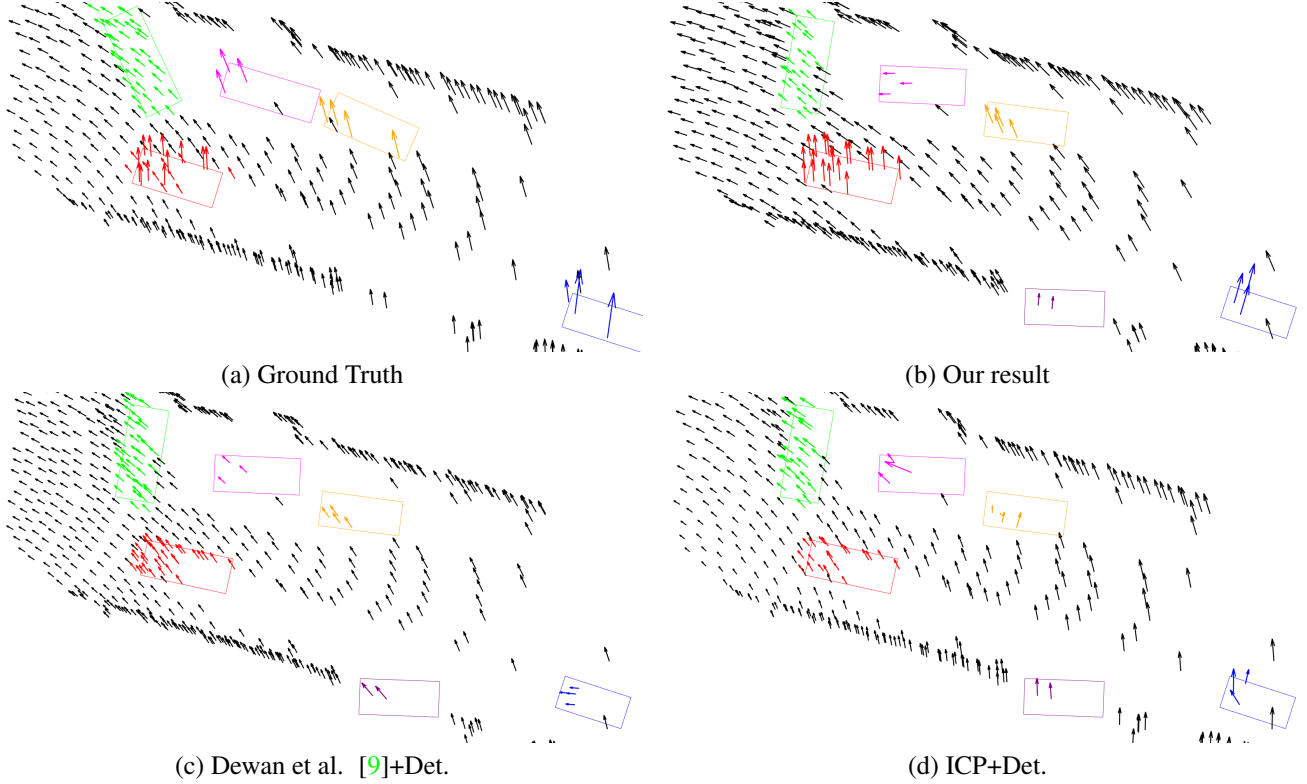 (a) Ground Truth
(b) Our result
(c) Dewan et al. [9]+Det.
(d) ICP+Det.